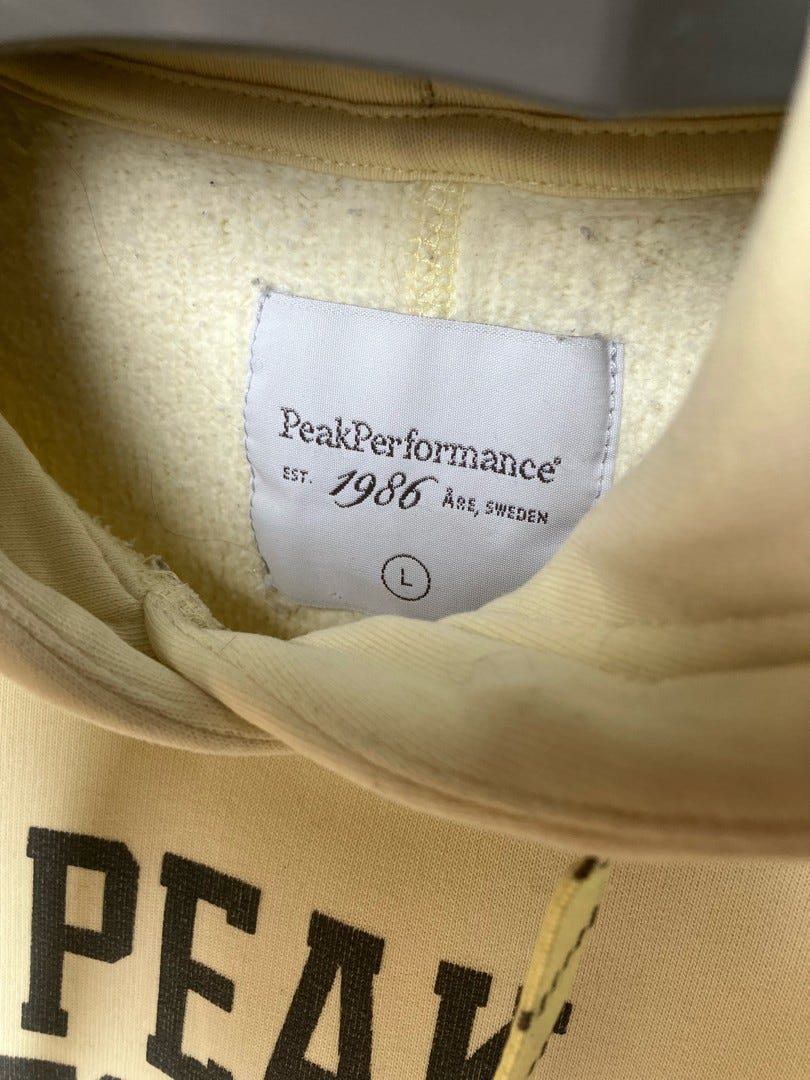 PeakPerformance®
EST. 1986 ÅRE, SWEDEN
L
PEAK